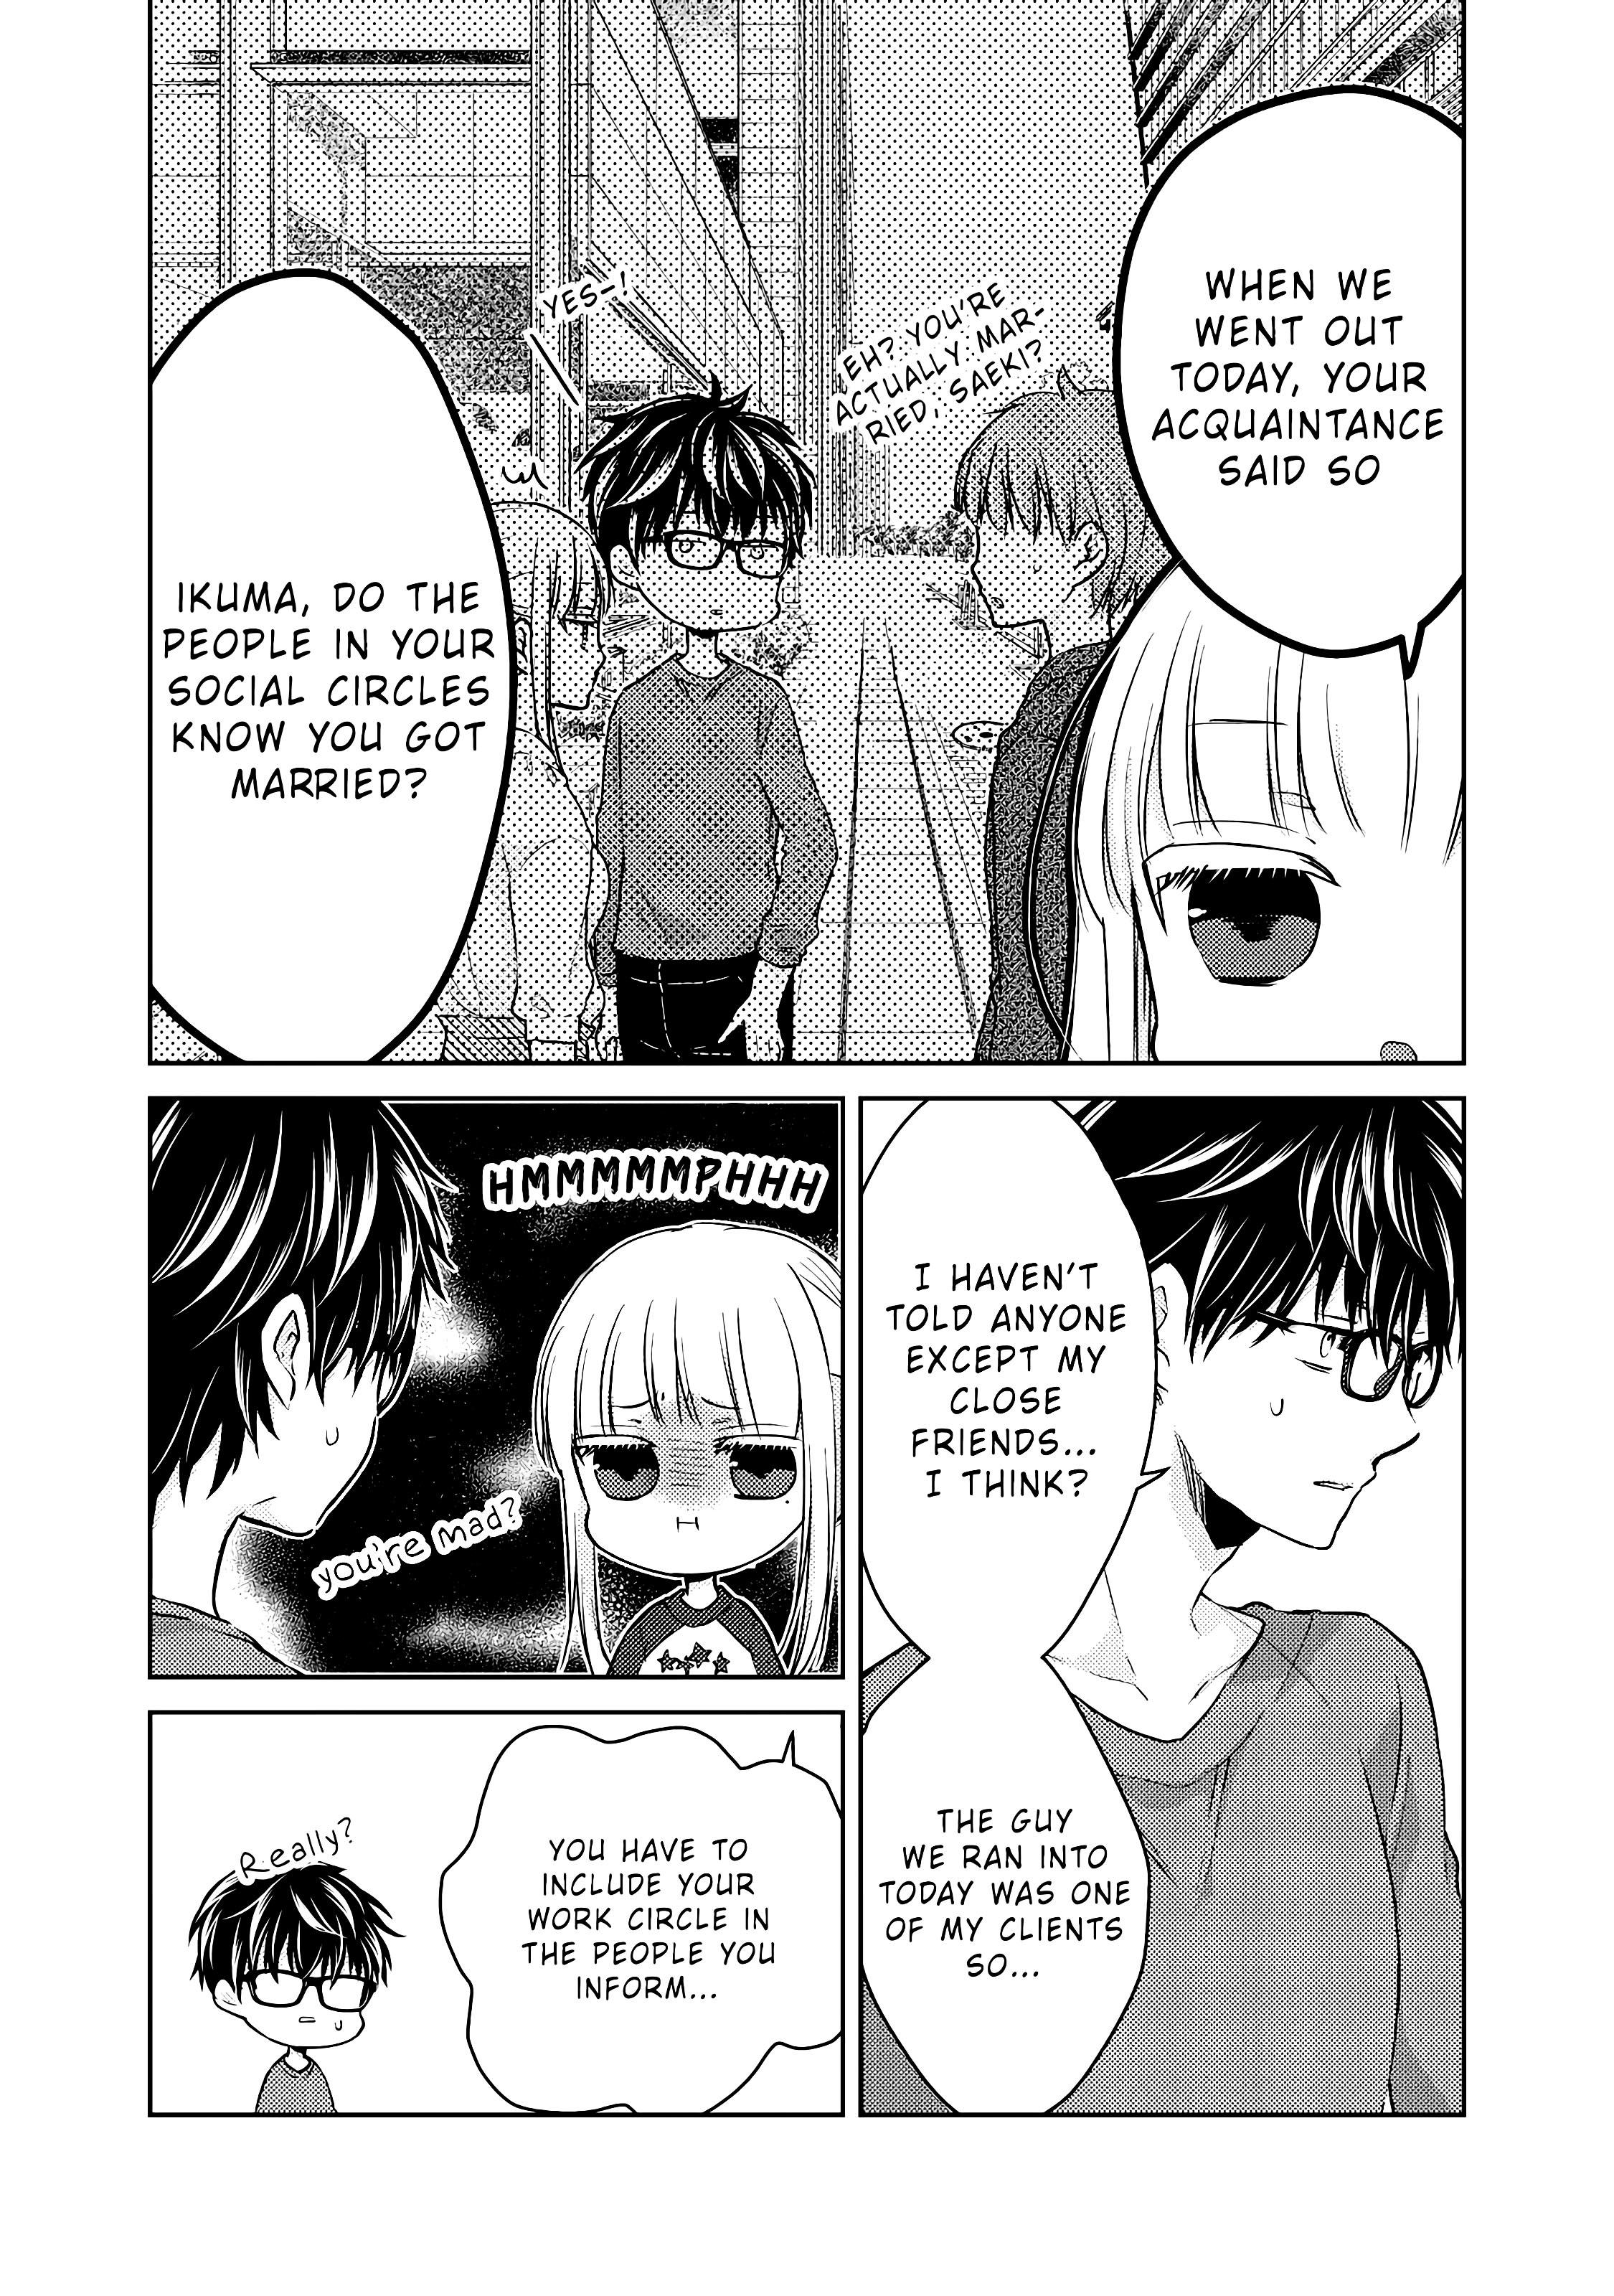 WHEN WE
WENT OUT
TODAY, YOUR
ACQUAINTANCE
SAID SO
EH? YOU'RE
ACTUALLY MAR-
RIED, SAEKI?
YES-!
IKUMA, DO THE
PEOPLE IN YOUR
SOCIAL CIRCLES
KNOW YOU GOT
MARRIED?
I HAVEN'T
TOLD ANYONE
EXCEPT MY
CLOSE
FRIENDS...
I THINK?
THE GUY
WE RAN INTO
TODAY WAS ONE
OF MY CLIENTS
SO...
HMMMMMPHHH
you're mad?
YOU HAVE TO
INCLUDE YOUR
WORK CIRCLE IN
THE PEOPLE YOU
INFORM...
Really?